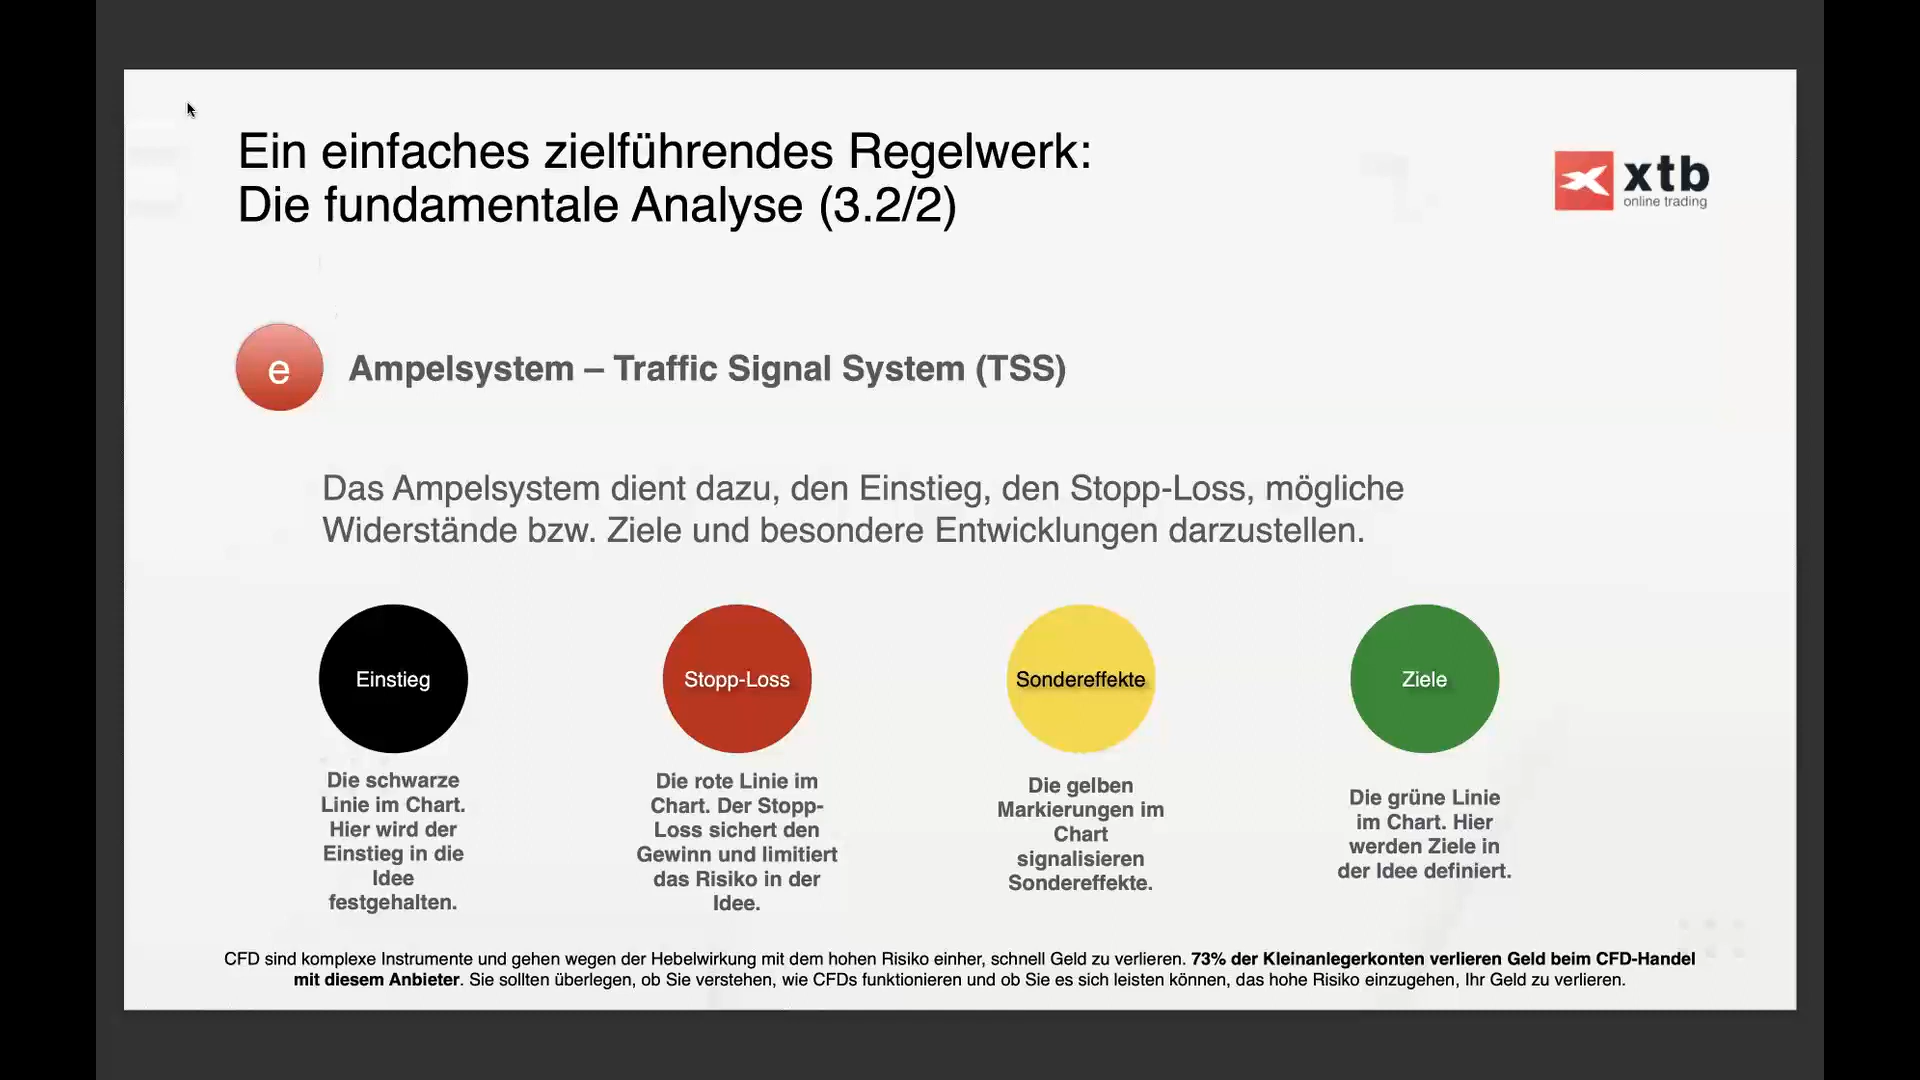 Ein einfaches zielführendes Regelwerk:
Die fundamentale Analyse (3.2/2)
xtb
online trading
e
Ampelsystem – Traffic Signal System (TSS)
Das Ampelsystem dient dazu, den Einstieg, den Stopp-Loss, mögliche
Widerstände bzw. Ziele und besondere Entwicklungen darzustellen.
Einstieg
Die schwarze
Linie im Chart.
Hier wird der
Einstieg in die
Idee
festgehalten.
Stopp-Loss
Die rote Linie im
Chart. Der Stopp-
Loss sichert den
Gewinn und limitiert
das Risiko in der
Idee.
Sondereffekte
Die gelben
Markierungen im
Chart
signalisieren
Sondereffekte.
Ziele
Die grüne Linie
im Chart. Hier
werden Ziele in
der Idee definiert.
CFD sind komplexe Instrumente und gehen wegen der Hebelwirkung mit dem hohen Risiko einher, schnell Geld zu verlieren. 73% der Kleinanlegerkonten verlieren Geld beim CFD-Handel
mit diesem Anbieter. Sie sollten überlegen, ob Sie verstehen, wie CFDs funktionieren und ob Sie es sich leisten können, das hohe Risiko einzugehen, Ihr Geld zu verlieren.